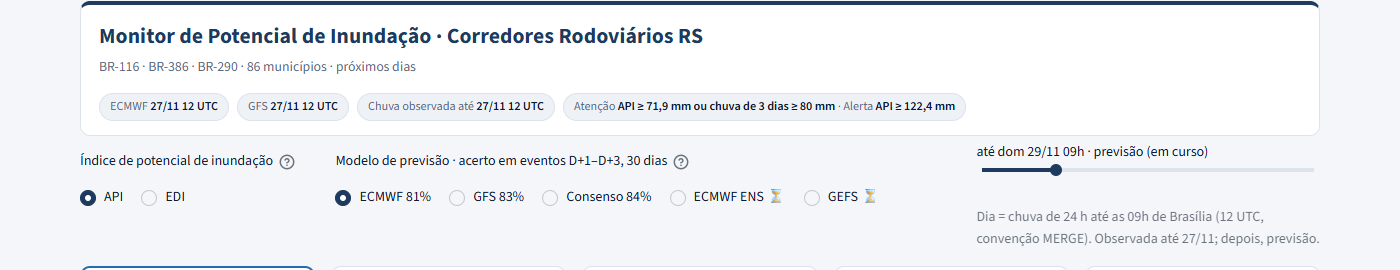 Monitor de Potencial de Inundação · Corredores Rodoviários RS
BR-116 · BR-386 · BR-290 · 86 municípios · próximos dias
ECMWF 27/11 12 UTC
GFS 27/11 12 UTC
Chuva observada até 27/11 12 UTC
Atenção API ≥ 71,9 mm ou chuva de 3 dias ≥ 80 mm · Alerta API ≥ 122,4 mm
Índice de potencial de inundação ?
API
EDI
Modelo de previsão · acerto em eventos D+1–D+3, 30 dias ?
ECMWF 81%
GFS 83%
Consenso 84%
ECMWF ENS ⏳
GEFS ⏳
até dom 29/11 09h · previsão (em curso)
Dia = chuva de 24 h até as 09h de Brasília (12 UTC,
convenção MERGE). Observada até 27/11; depois, previsão.